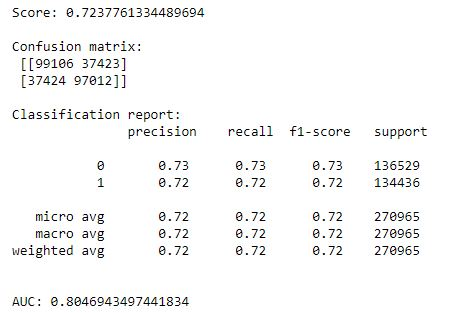 Score: 0.7237761334489694
Confusion matrix:
[[99106 37423]
[37424 97012]]
Classification report:
precision recall f1-score support
0 0.73 0.73 0.73 136529
1 0.72 0.72 0.72 134436
micro avg 0.72 0.72 0.72 270965
macro avg 0.72 0.72 0.72 270965
weighted avg 0.72 0.72 0.72 270965
AUC: 0.8046943497441834